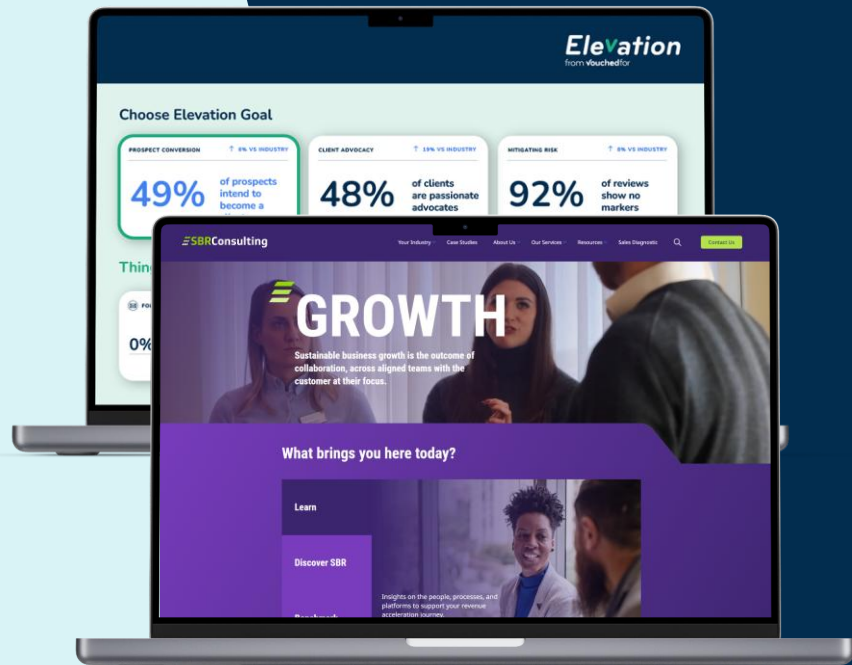 Elevation
from vouchedfor
Choose Elevation Goal
PROSPECT CONVERSION
↑ 6% VS INDUSTRY
49%
of prospects
intend to
become a
CLIENT ADVOCACY
↑ 18% VS INDUSTRY
48%
of clients
are passionate
advocates
MITIGATING RISK
VS INDUSTRY
92%
of reviews
show no
markers
0%
SBRConsulting
Your Industry
Case Studies
About Us
Our Services
Resources
Sales Diagnostic
Contact Us
GROWTH
Sustainable business growth is the outcome of
collaboration, across aligned teams with the
customer at their focus.
What brings you here today?
Learn
Discover SBR
Benchmark
Insights on the people, processes, and
platforms to support your revenue
acceleration journey.